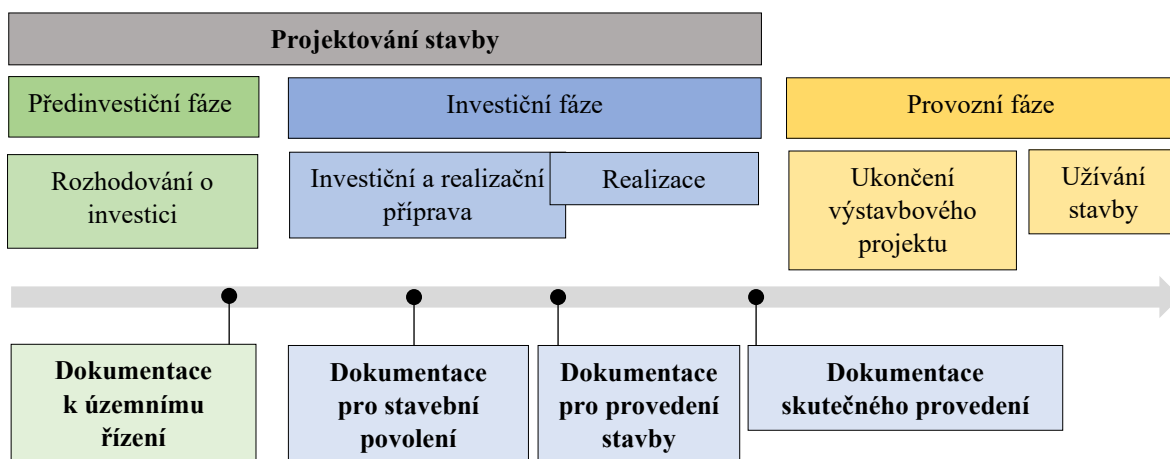 Projektování stavby
Předinvestiční fáze
Investiční fáze
Provozní fáze
Rozhodování o
investici
Investiční a realizační
příprava
Realizace
Ukončení
výstavbového
projektu
Užívání
stavby
Dokumentace
k územnímu
řízení
Dokumentace
pro stavební
povolení
Dokumentace
pro provedení
stavby
Dokumentace
skutečného provedení